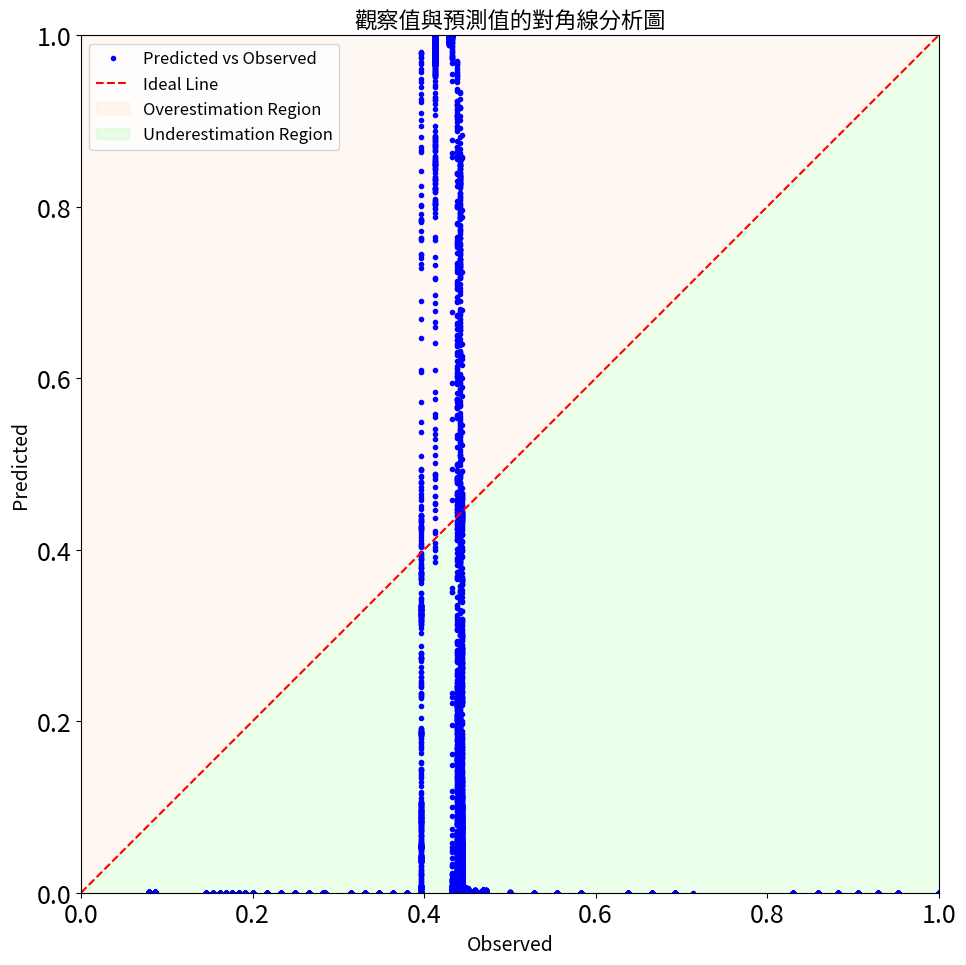 觀察值與預測值的對角線分析圖
Predicted vs Observed
Ideal Line
Overestimation Region
Underestimation Region
Predicted
1.0
0.8
0.6
0.4
0.2
0.0
0.0 0.2 0.4 0.6 0.8 1.0
Observed